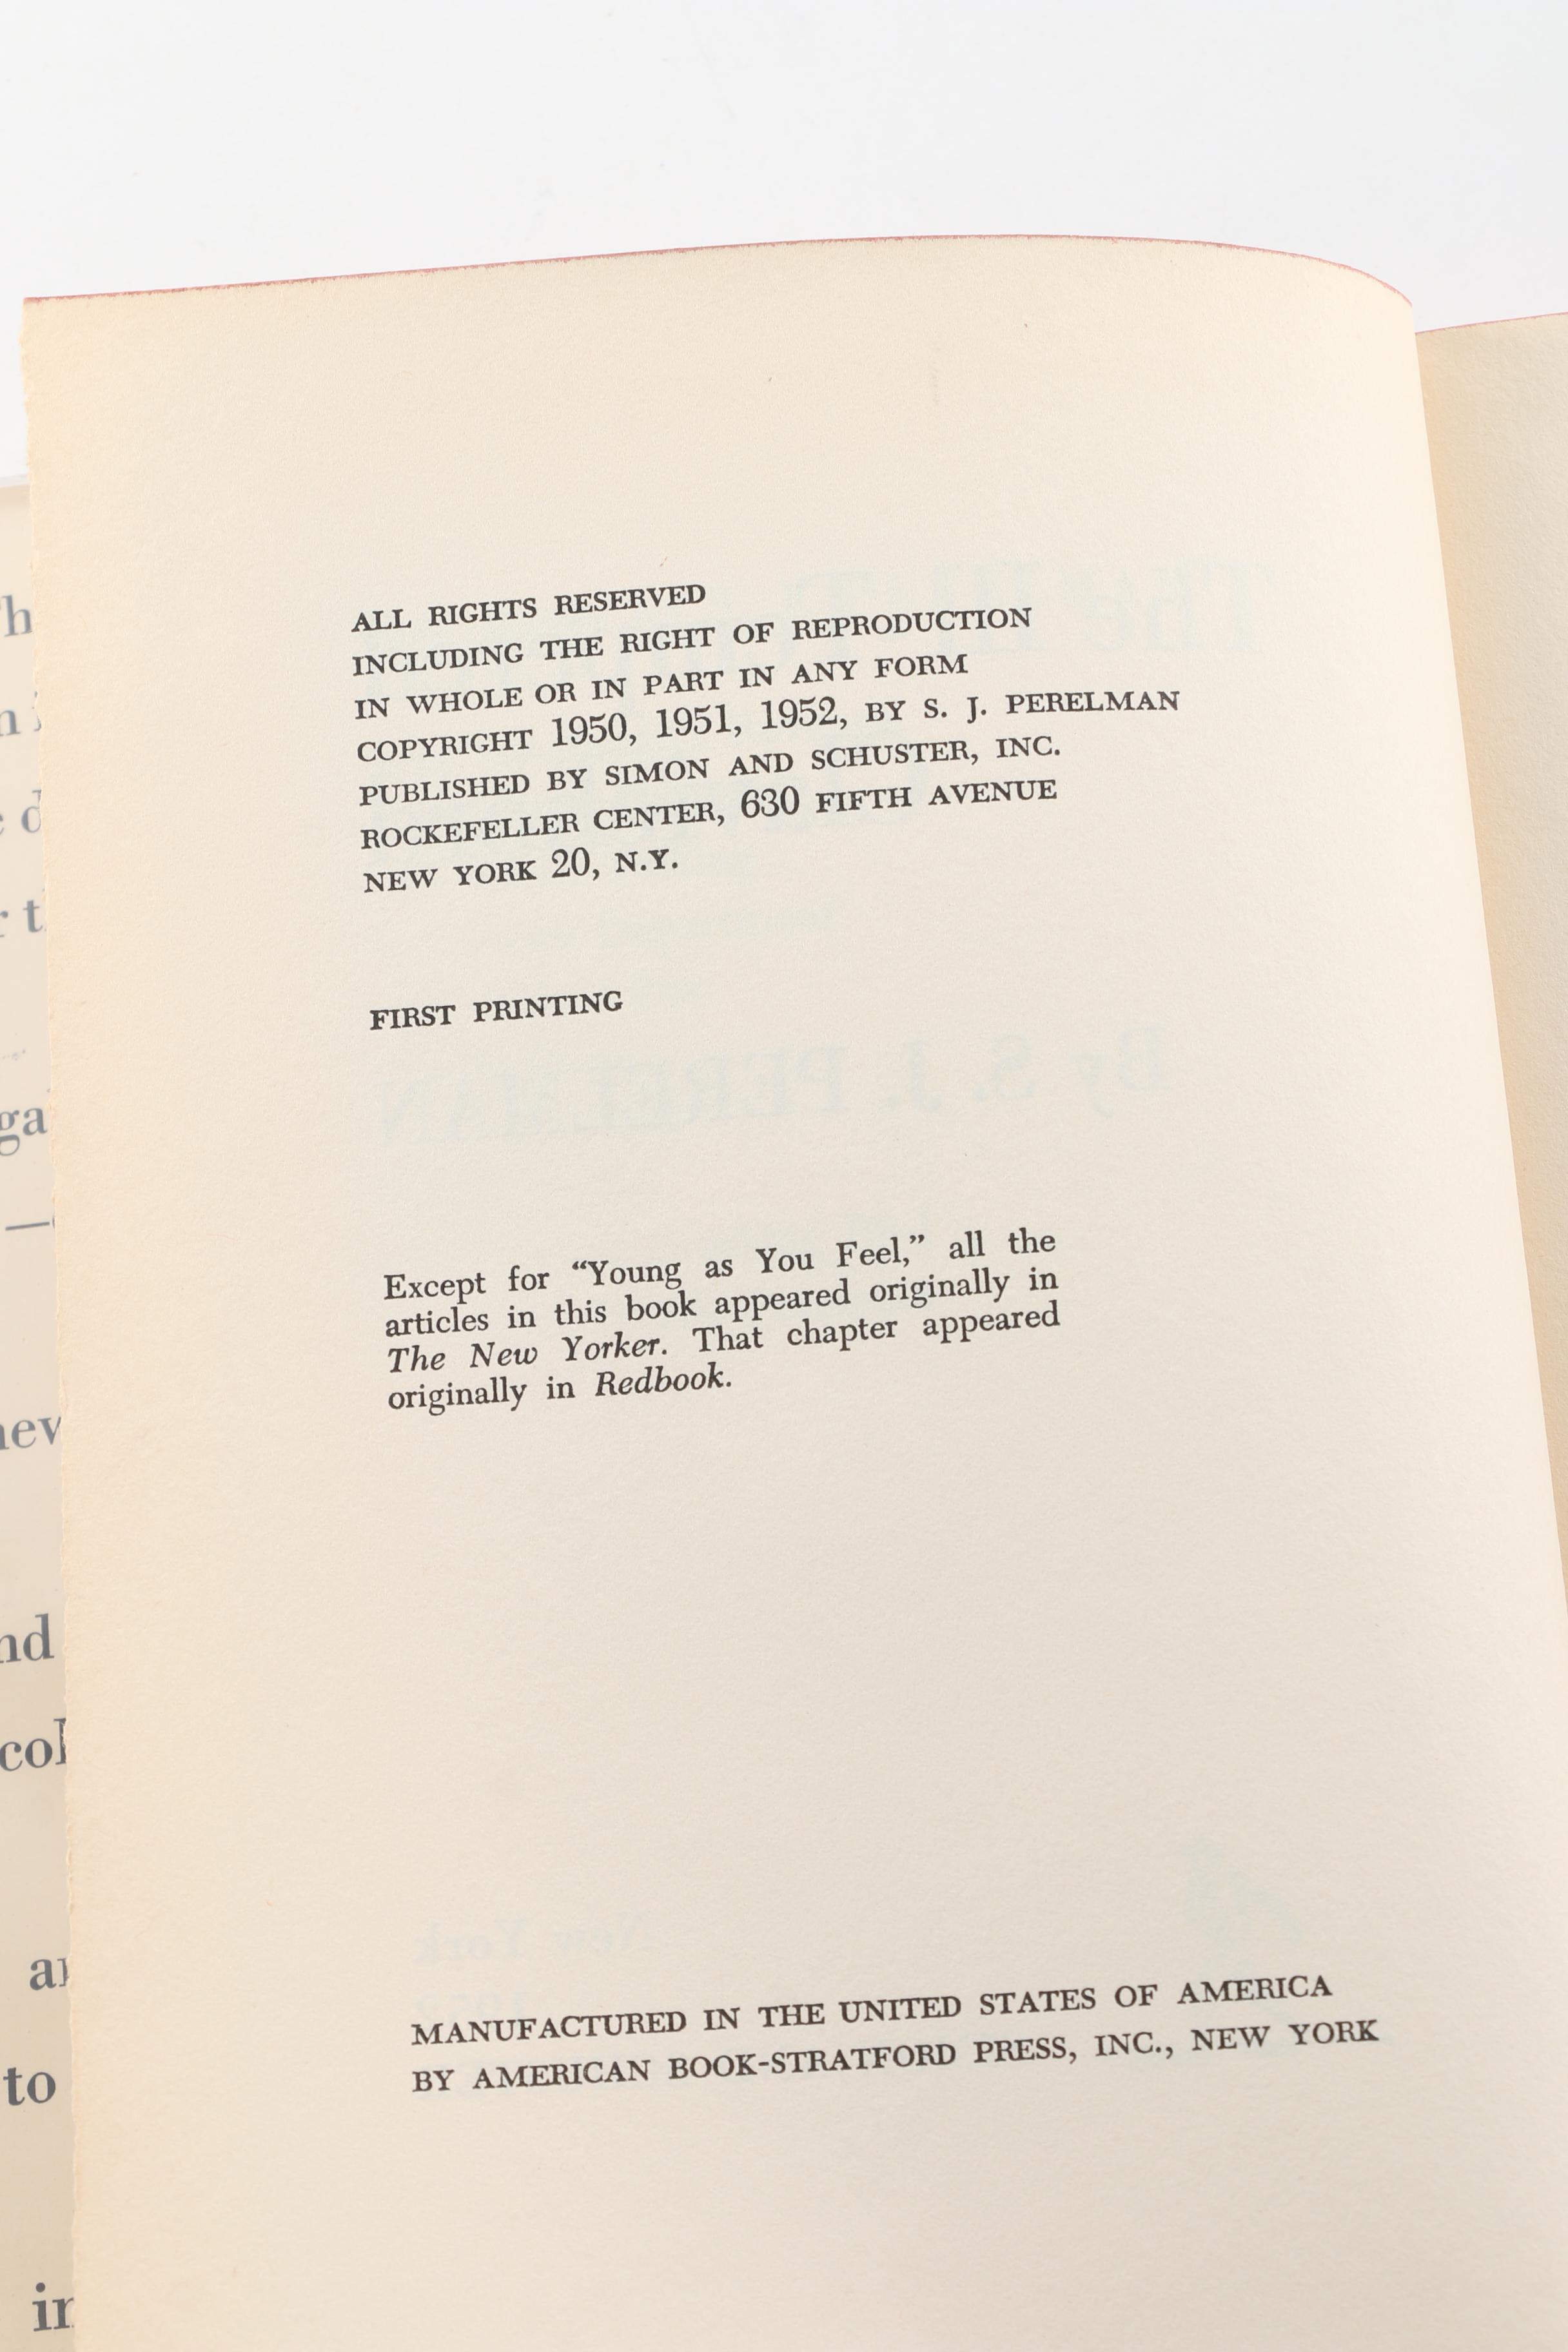 ALL RIGHTS RESERVED
INCLUDING THE RIGHT OF REPRODUCTION
IN WHOLE OR IN PART IN ANY FORM
COPYRIGHT 1950, 1951, 1952, BY S. J. PERELMAN
PUBLISHED BY SIMON AND SCHUSTER, INC.
ROCKEFELLER CENTER, 630 FIFTH AVENUE
NEW YORK 20, N.Y.
FIRST PRINTING
Except for “Young as You Feel,” all the
articles in this book appeared originally in
The New Yorker. That chapter appeared
originally in Redbook.
MANUFACTURED IN THE UNITED STATES OF AMERICA
BY AMERICAN BOOK-STRATFORD PRESS, INC., NEW YORK
to